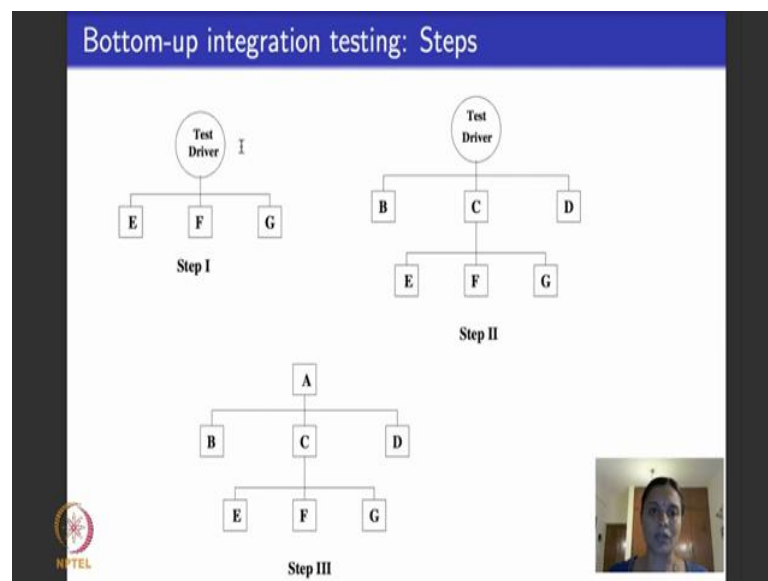 Bottom-up integration testing: Steps
Test
Driver
E F G
Step I
Test
Driver
B C D
E F G
Step II
A
B C D
E F G
Step III
NPTEL